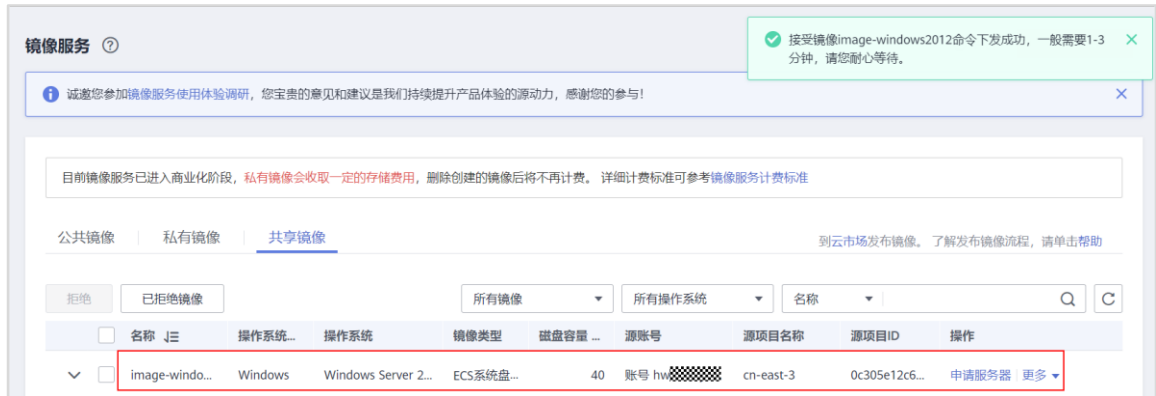 镜像服务
接受镜像image-windows2012命令下发成功，一般需要1-3
分钟，请您耐心等待。
诚邀您参加镜像服务使用体验调研，您宝贵的意见和建议是我们持续提升产品体验的源动力，感谢您的参与！
目前镜像服务已进入商业化阶段，私有镜像会收取一定的存储费用，删除创建的镜像后将不再计费。 详细计费标准可参考镜像服务计费标准
公共镜像 私有镜像 共享镜像 到云市场发布镜像。 了解发布镜像流程，请单击帮助
拒绝 已拒绝镜像 所有镜像 所有操作系统 名称
名称 操作系统... 操作系统 镜像类型 磁盘容量 ... 源账号 源项目名称 源项目ID 操作
image-windo... Windows Windows Server 2... ECS系统盘... 40 账号 hw cn-east-3 0c305e12c6... 申请服务器 更多